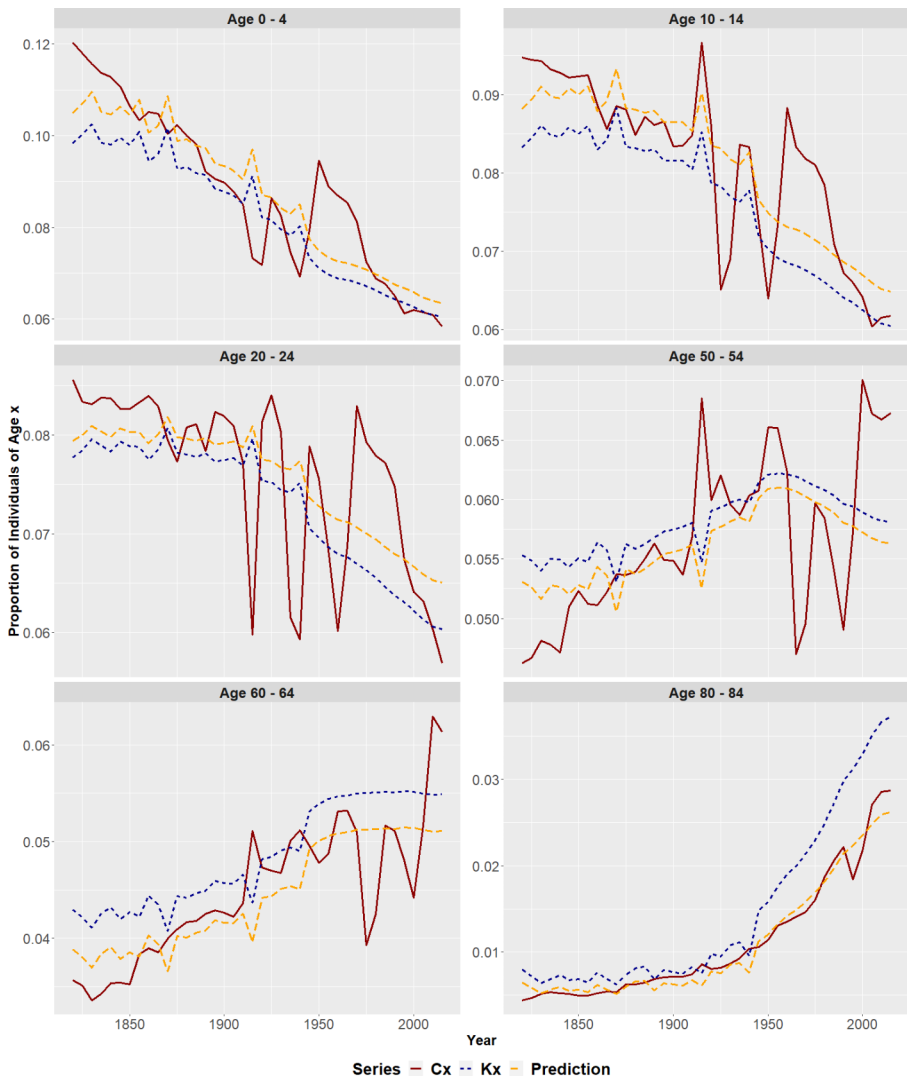 Age 0 - 4
Age 10 - 14
0.12
0.10
0.08
0.06
0.09
0.08
0.07
0.06
Age 20 - 24
Age 50 - 54
0.08
0.07
0.06
0.070
0.065
0.060
0.055
0.050
Age 60 - 64
Age 80 - 84
0.06
0.05
0.04
0.03
0.02
0.01
1850 1900 1950 2000
1850 1900 1950 2000
Proportion of Individuals of Age x
Year
Series Cx Kx Prediction